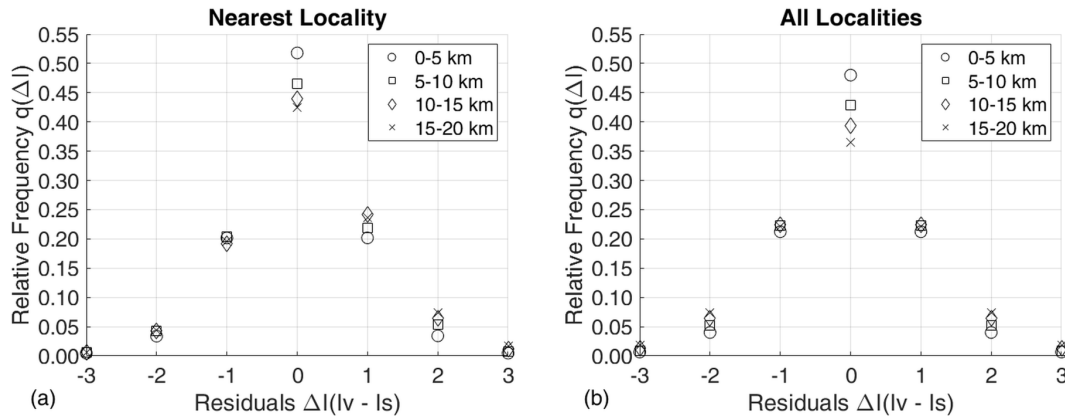 Nearest Locality
Relative Frequency q(ΔI)
0.55
0.50
0.45
0.40
0.35
0.30
0.25
0.20
0.15
0.10
0.05
0.00
0-5 km
5-10 km
10-15 km
15-20 km
-3 -2 -1 0 1 2 3
(a)
Residuals ΔI(Iv - Is)
All Localities
Relative Frequency q(ΔI)
0.55
0.50
0.45
0.40
0.35
0.30
0.25
0.20
0.15
0.10
0.05
0.00
0-5 km
5-10 km
10-15 km
15-20 km
-3 -2 -1 0 1 2 3
(b)
Residuals ΔI(Iv - Is)